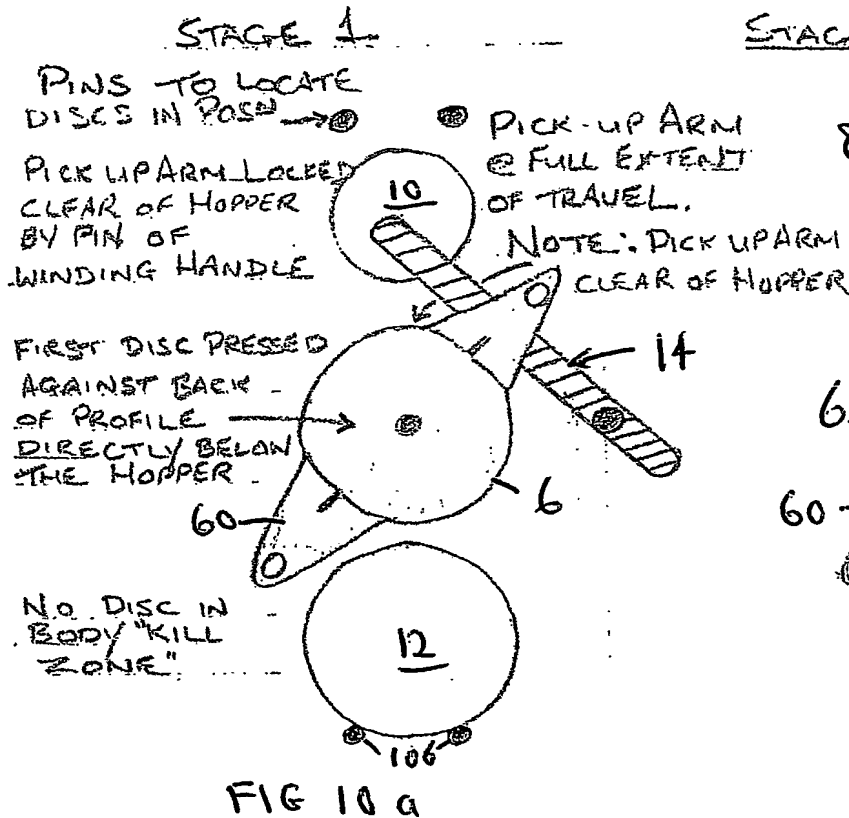 STAGE 1
STAG
PINS TO LOCATE
DISCS IN POSN
PICK UP ARM LOCKED
CLEAR OF HOPPER
BY PIN OF
WINDING HANDLE
10
PICK-UP ARM
@ FULL EXTENT
OF TRAVEL.
NOTE: PICK UP ARM
CLEAR OF HOPPER
8
FIRST DISC PRESSED
AGAINST BACK
OF PROFILE
DIRECTLY BELOW
THE HOPPER
14
6
60
6
60
NO DISC IN
BODY "KILL
ZONE"
12
106
FIG 10 a